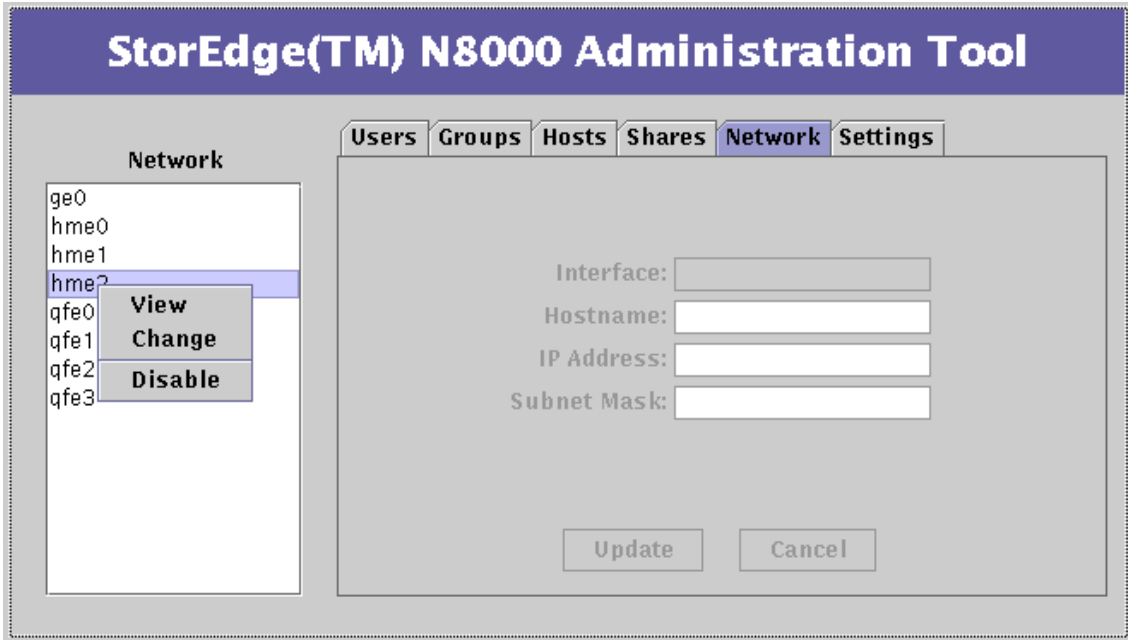 StorEdge(TM) N8000 Administration Tool
Users Groups Hosts Shares Network Settings
Network
ge0
hme0
hme1
hme2
qfe0
qfe1
qfe2
qfe3
View
Change
Disable
Interface:
Hostname:
IP Address:
Subnet Mask:
Update Cancel